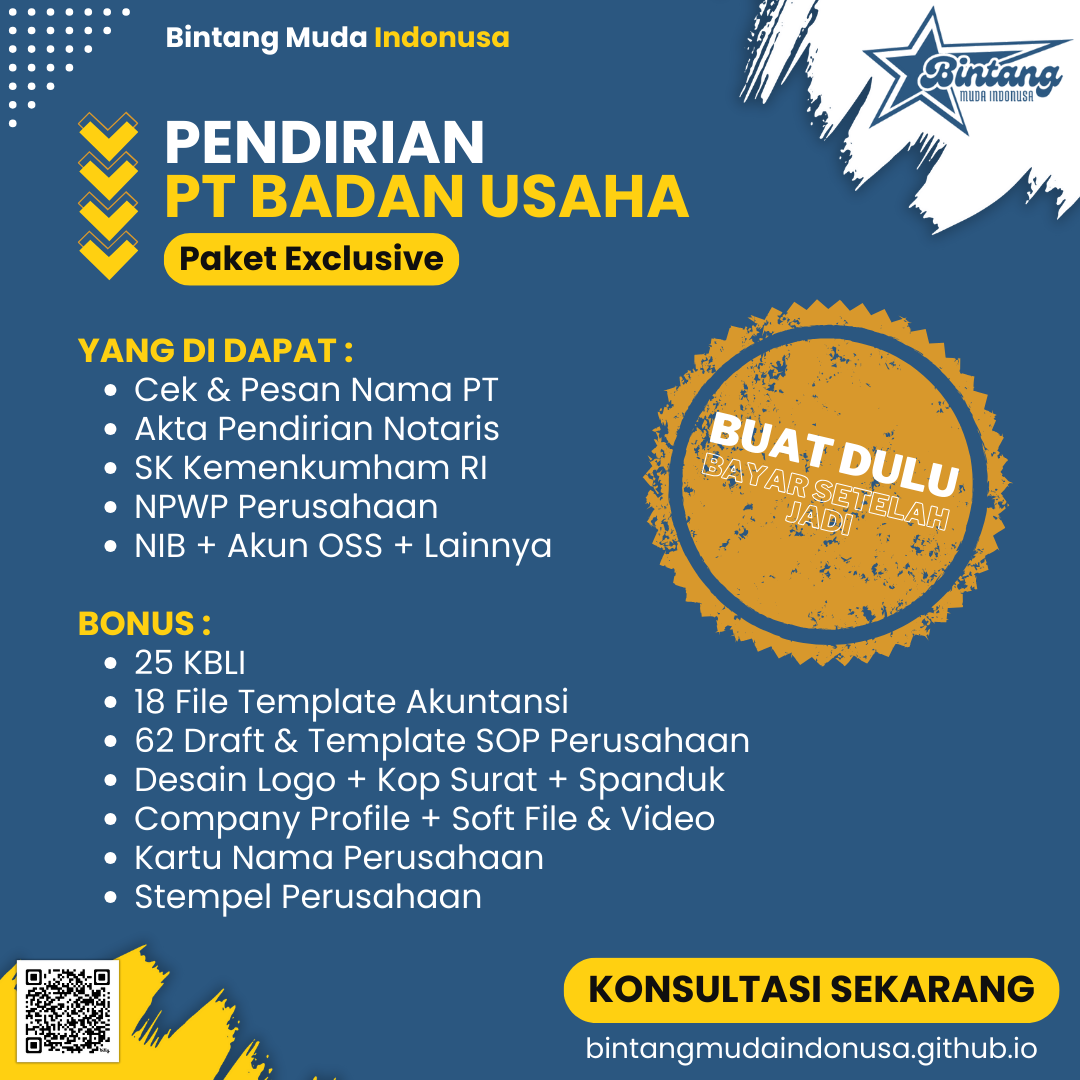 Bintang Muda Indonusa
Bintang
MUDA INDONUSA
PENDIRIAN
PT BADAN USAHA
Paket Exclusive
YANG DI DAPAT :
• Cek & Pesan Nama PT
• Akta Pendirian Notaris
• SK Kemenkumham RI
• NPWP Perusahaan
• NIB + Akun OSS + Lainnya
BUAT DULU
BAYAR SETELAH
JADI
BONUS :
• 25 KBLI
• 18 File Template Akuntansi
• 62 Draft & Template SOP Perusahaan
• Desain Logo + Kop Surat + Spanduk
• Company Profile + Soft File & Video
• Kartu Nama Perusahaan
• Stempel Perusahaan
KONSULTASI SEKARANG
bintangmudaindonusa.github.io